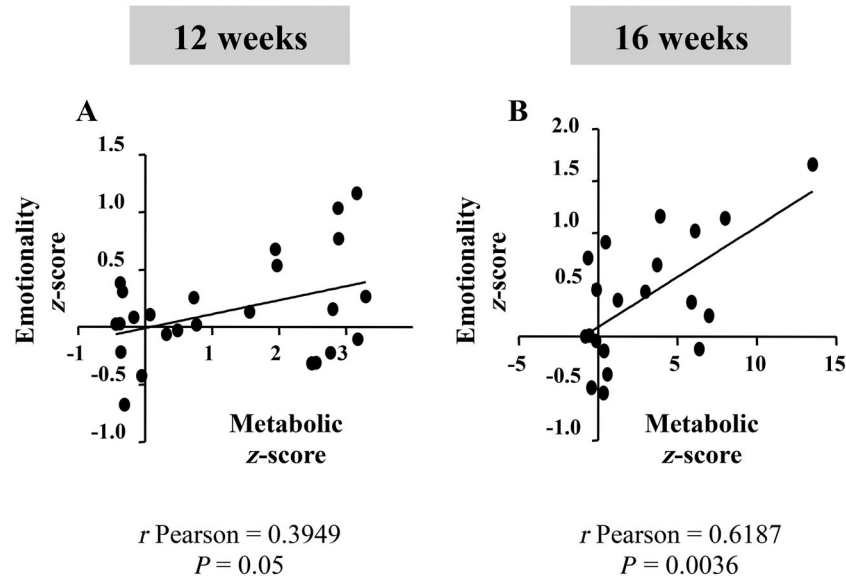 12 weeks
16 weeks
A
B
Emotionality
z-score
1.5
1.0
0.5
-0.5
-1.0
-1
1
2
3
Metabolic
z-score
Emotionality
z-score
2.0
1.5
1.0
0.5
-0.5
-1.0
-5
5
10
15
Metabolic
z-score
r Pearson = 0.3949
P = 0.05
r Pearson = 0.6187
P = 0.0036